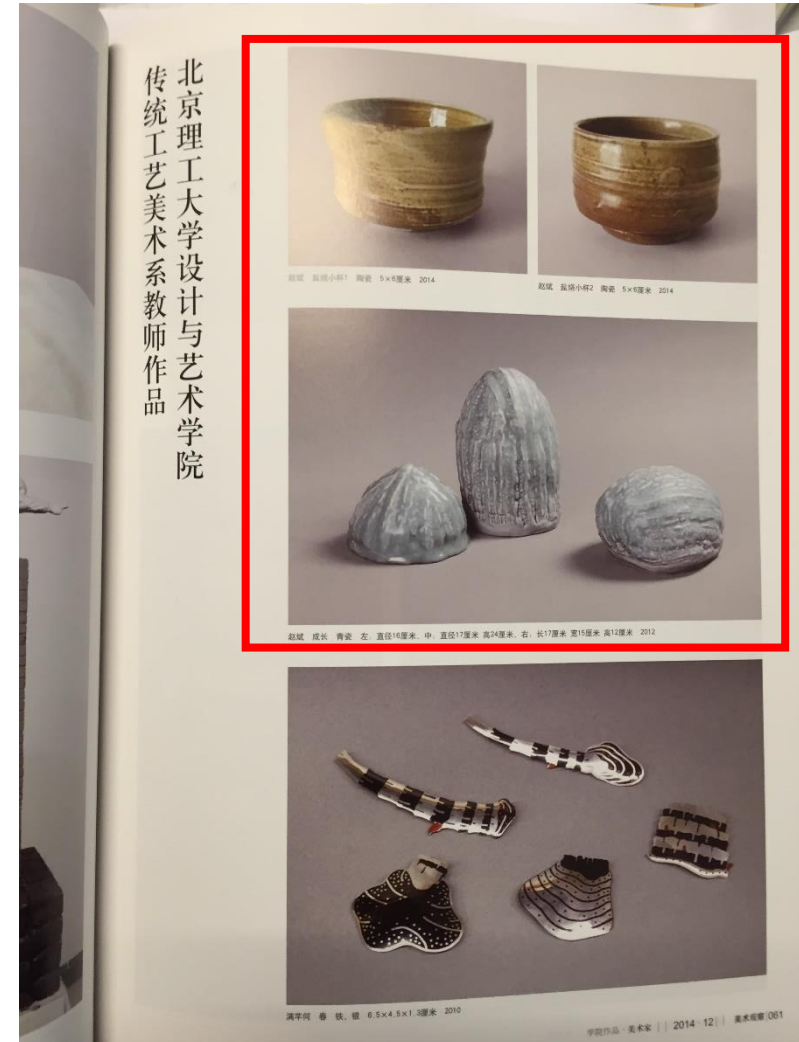 北京理工大学设计与艺术学院
传统工艺美术系教师作品
赵斌 盐烧小杯1 陶瓷 5×6厘米 2014
赵斌 盐烧小杯2 陶瓷 5×6厘米 2014
赵斌 成长 青瓷 左:直径16厘米、中:直径17厘米 高24厘米、右:长17厘米 宽15厘米 高12厘米 2012
满芊何 春 铁、银 6.5×4.5×1.3厘米 2010
学院作品·美术家 || 2014·12 || 美术观察|061